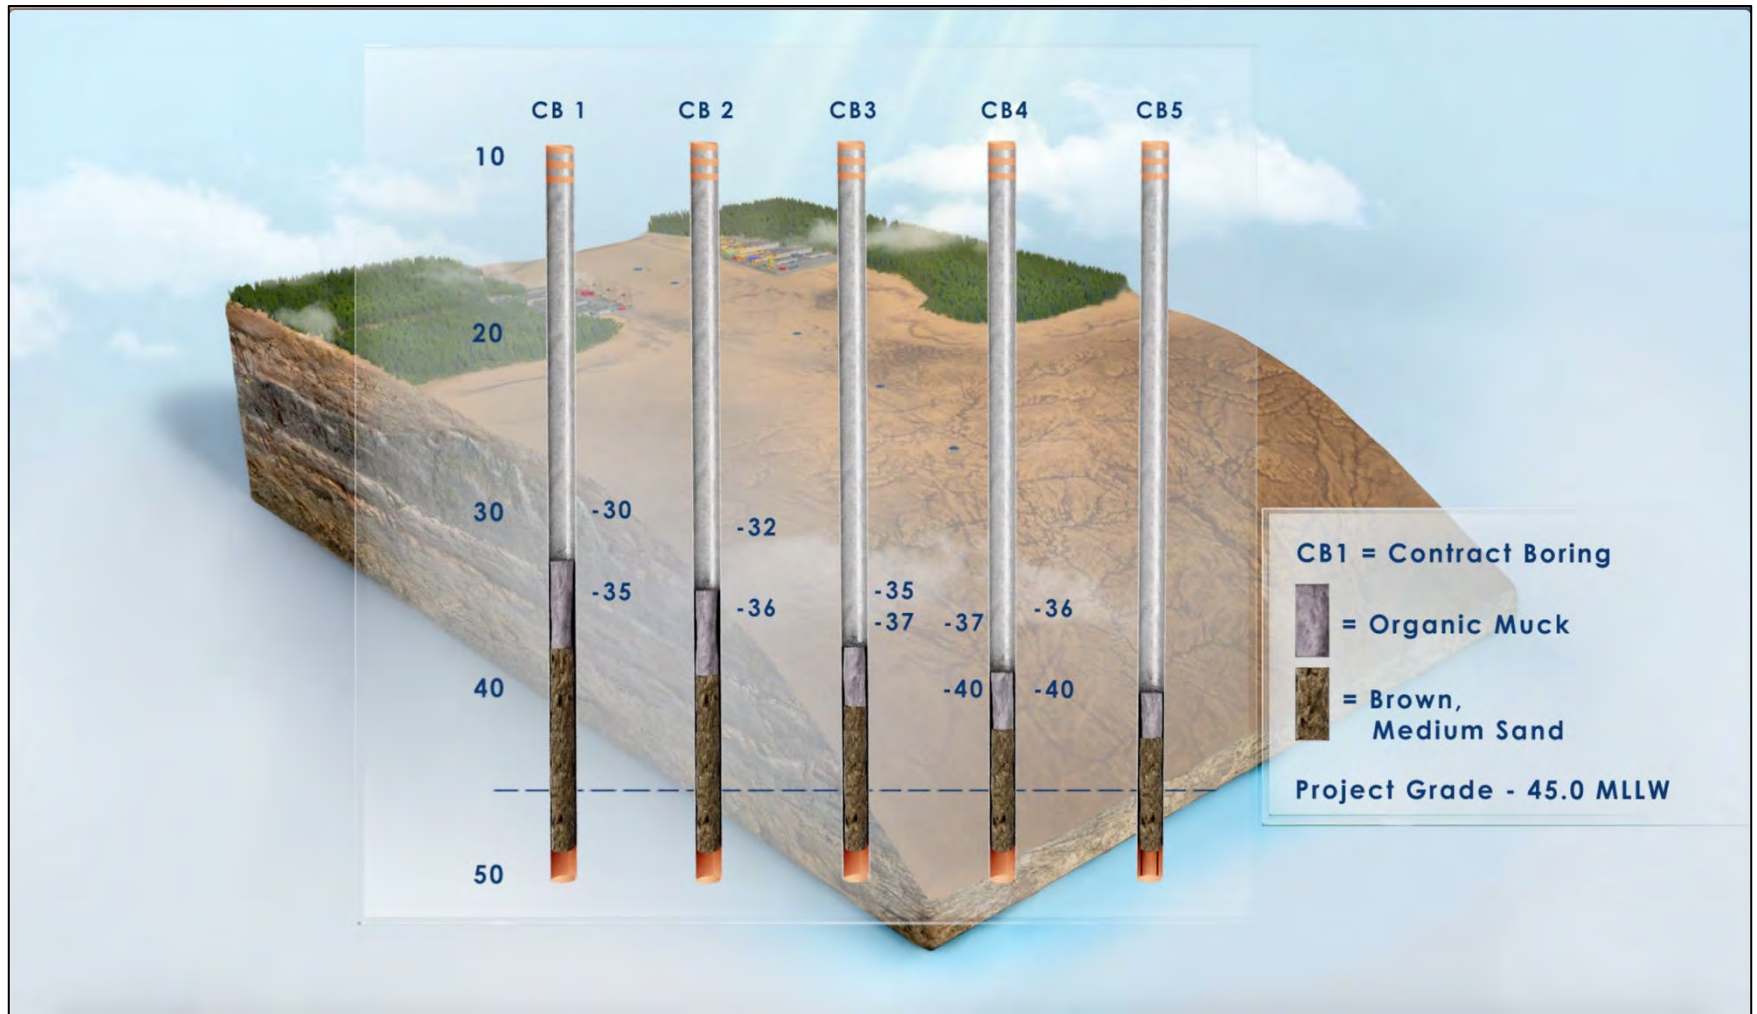 CB 1
CB 2
CB3
CB4
CB5
10
20
30
-30
-32
-35
-35
-36
-37
-37
-36
40
-40
-40
50
CB1 = Contract Boring
= Organic Muck
= Brown,
Medium Sand
Project Grade - 45.0 MLLW